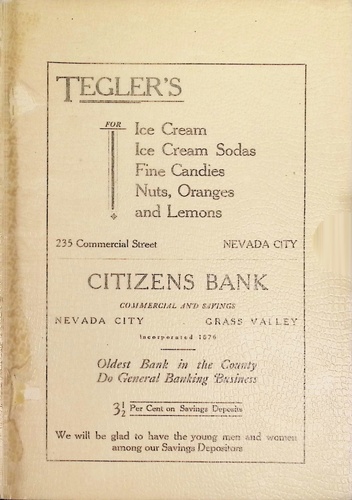 TEGLER'S
FOR
Ice Cream
Ice Cream Sodas
Fine Candies
Nuts, Oranges
and Lemons
235 Commercial Street NEVADA CITY
CITIZENS BANK
COMMERCIAL AND SAVINGS
NEVADA CITY GRASS VALLEY
Incorporated 1876
Oldest Bank in the County
Do General Banking Business
3½ Per Cent on Savings Deposits
We will be glad to have the young men and women
among our Savings Depositors